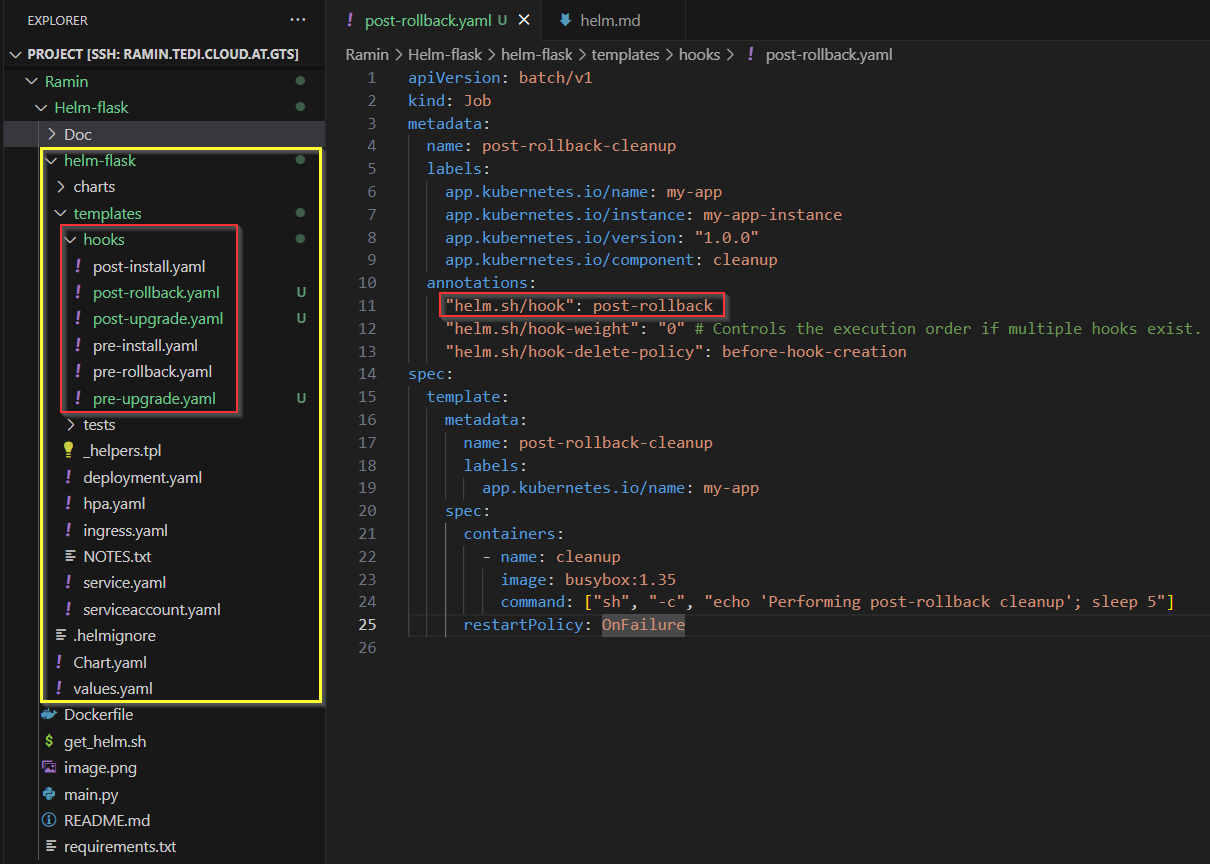 EXPLORER
PROJECT [SSH: RAMIN.TEDI.CLOUD.AT.GTS]
Ramin
Helm-flask
Doc
helm-flask
charts
templates
hooks
post-install.yaml
post-rollback.yaml U
post-upgrade.yaml U
pre-install.yaml
pre-rollback.yaml
pre-upgrade.yaml U
tests
_helpers.tpl
deployment.yaml
hpa.yaml
ingress.yaml
NOTES.txt
service.yaml
serviceaccount.yaml
.helmignore
Chart.yaml
values.yaml
Dockerfile
get_helm.sh
image.png
main.py
README.md
requirements.txt
post-rollback.yaml U
helm.md
Ramin > Helm-flask > helm-flask > templates > hooks > ! post-rollback.yaml
1 apiVersion: batch/v1
2 kind: Job
3 metadata:
4 name: post-rollback-cleanup
5 labels:
6 app.kubernetes.io/name: my-app
7 app.kubernetes.io/instance: my-app-instance
8 app.kubernetes.io/version: "1.0.0"
9 app.kubernetes.io/component: cleanup
10 annotations:
11 "helm.sh/hook": post-rollback
12 "helm.sh/hook-weight": "0" # Controls the execution order if multiple hooks exist.
13 "helm.sh/hook-delete-policy": before-hook-creation
14 spec:
15 template:
16 metadata:
17 name: post-rollback-cleanup
18 labels:
19 app.kubernetes.io/name: my-app
20 spec:
21 containers:
22 - name: cleanup
23 image: busybox:1.35
24 command: ["sh", "-c", "echo 'Performing post-rollback cleanup'; sleep 5"]
25 restartPolicy: OnFailure
26